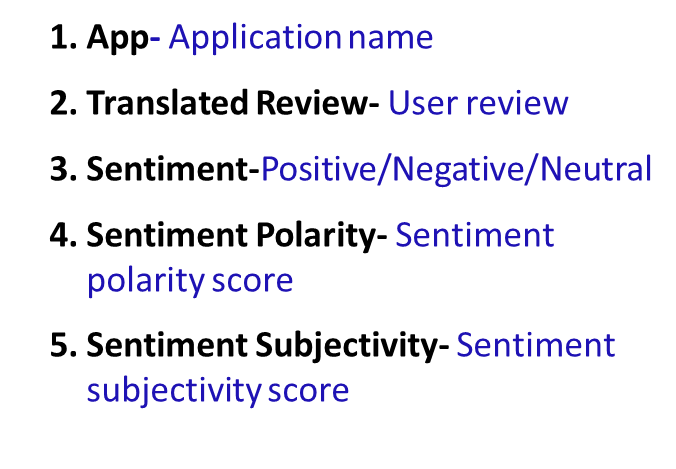 1. App- Application name
2. Translated Review- User review
3. Sentiment-Positive/Negative/Neutral
4. Sentiment Polarity- Sentiment
polarity score
5. Sentiment Subjectivity- Sentiment
subjectivity score